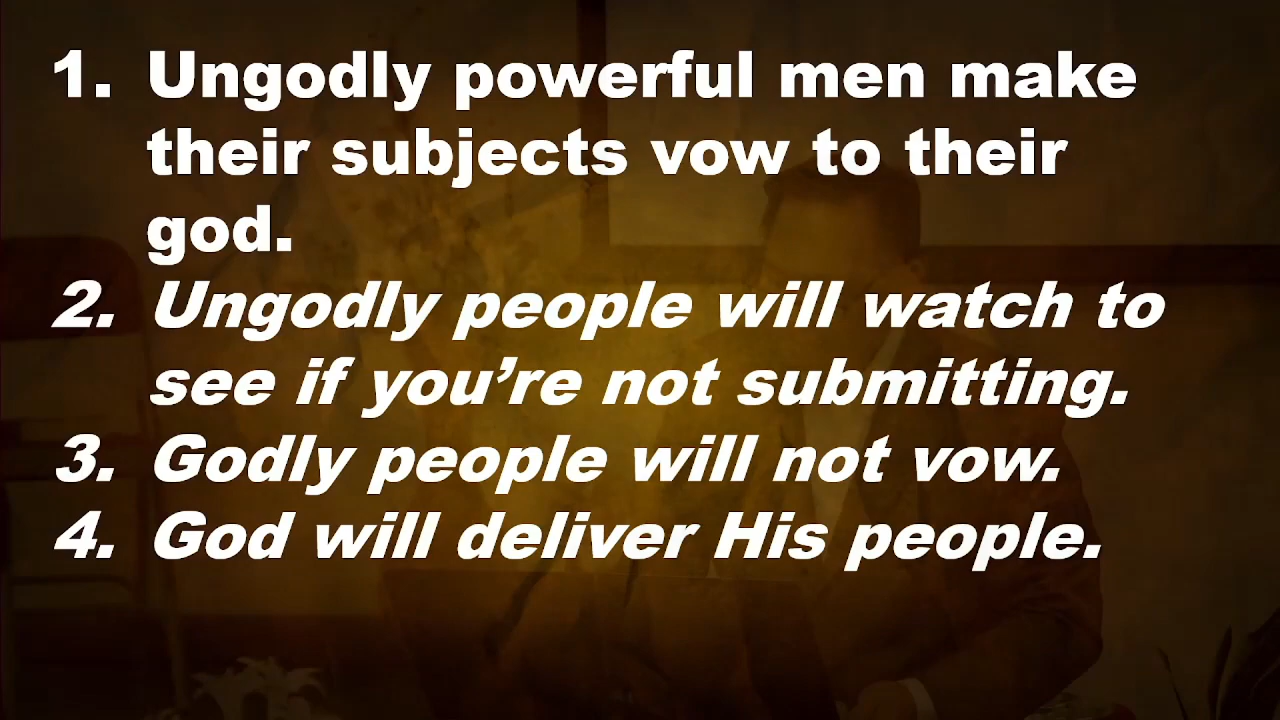 1. Ungodly powerful men make
their subjects vow to their
god.
2. Ungodly people will watch to
see if you’re not submitting.
3. Godly people will not vow.
4. God will deliver His people.